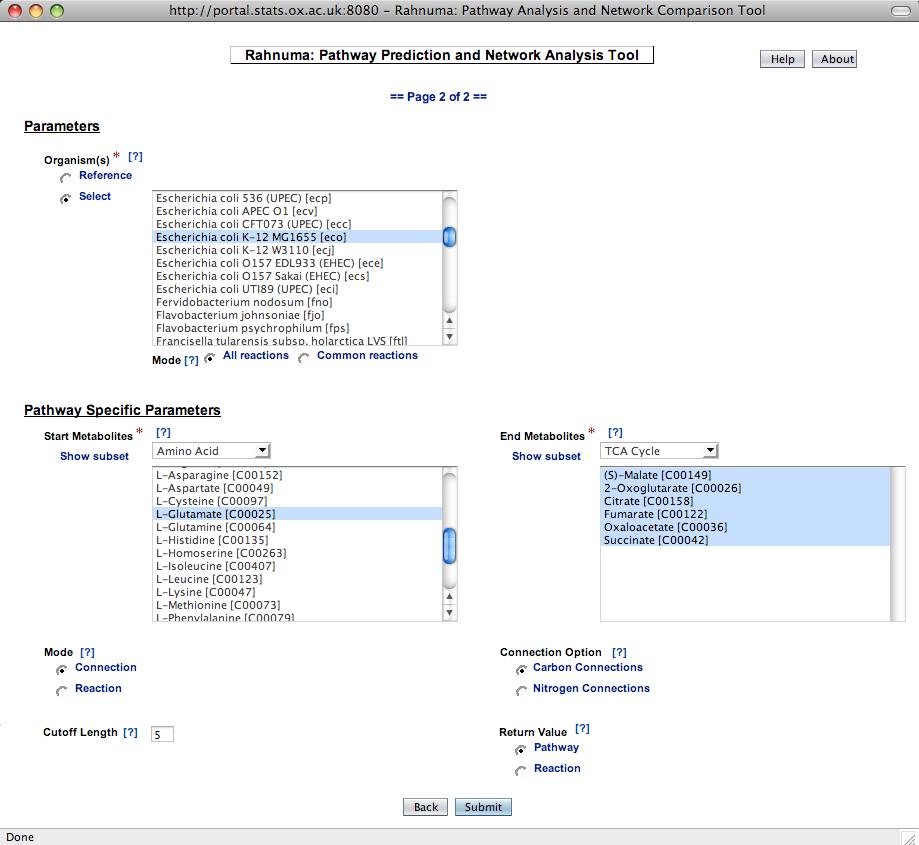 http://portal.stats.ox.ac.uk:8080 – Rahnuma: Pathway Analysis and Network Comparison Tool
Rahnuma: Pathway Prediction and Network Analysis Tool
Help About
== Page 2 of 2 ==
Parameters
Organism(s) * [?]
Reference
Select
Escherichia coli 536 (UPEC) [ecp]
Escherichia coli APEC O1 [ecv]
Escherichia coli CFT073 (UPEC) [ecc]
Escherichia coli K-12 MG1655 [eco]
Escherichia coli K-12 W3110 [ecj]
Escherichia coli O157 EDL933 (EHEC) [ece]
Escherichia coli O157 Sakai (EHEC) [ecs]
Escherichia coli UTI89 (UPEC) [eci]
Fervidobacterium nodosum [fno]
Flavobacterium johnsoniae [fjo]
Flavobacterium psychrophilum [fps]
Francisella tularensis subsp. holarctica LVS [ftl]
Mode [?] All reactions Common reactions
Pathway Specific Parameters
Start Metabolites * [?]
Show subset Amino Acid
L-Asparagine [C00152]
L-Aspartate [C00049]
L-Cysteine [C00097]
L-Glutamate [C00025]
L-Glutamine [C00064]
L-Histidine [C00135]
L-Homoserine [C00263]
L-Isoleucine [C00407]
L-Leucine [C00123]
L-Lysine [C00047]
L-Methionine [C00073]
L-Phenylalanine [C00079]
End Metabolites * [?]
Show subset TCA Cycle
(S)-Malate [C00149]
2-Oxoglutarate [C00026]
Citrate [C00158]
Fumarate [C00122]
Oxaloacetate [C00036]
Succinate [C00042]
Mode [?]
Connection
Reaction
Connection Option [?]
Carbon Connections
Nitrogen Connections
Cutoff Length [?] 5
Return Value [?]
Pathway
Reaction
Back Submit
Done